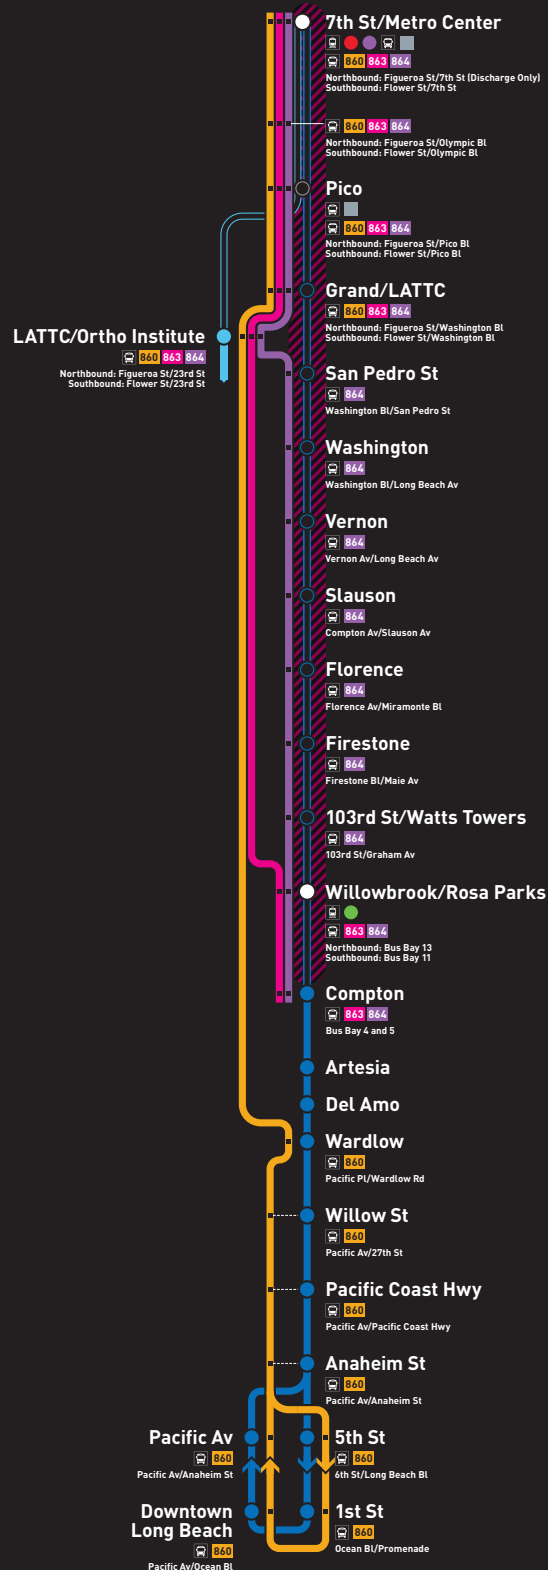 7th St/Metro Center
860 863 864
Northbound: Figueroa St/7th St (Discharge Only)
Southbound: Flower St/7th St
860 863 864
Northbound: Figueroa St/Olympic Bl
Southbound: Flower St/Olympic Bl
Pico
860 863 864
Northbound: Figueroa St/Pico Bl
Southbound: Flower St/Pico Bl
Grand/LATTC
860 863 864
Northbound: Figueroa St/Washington Bl
Southbound: Flower St/Washington Bl
LATTC/Ortho Institute
860 863 864
Northbound: Figueroa St/23rd St
Southbound: Flower St/23rd St
San Pedro St
864
Washington Bl/San Pedro St
Washington
864
Washington Bl/Long Beach Av
Vernon
864
Vernon Av/Long Beach Av
Slauson
864
Compton Av/Slauson Av
Florence
864
Florence Av/Miramonte Bl
Firestone
864
Firestone Bl/Maie Av
103rd St/Watts Towers
864
103rd St/Graham Av
Willowbrook/Rosa Parks
863 864
Northbound: Bus Bay 13
Southbound: Bus Bay 11
Compton
863 864
Bus Bay 4 and 5
Artesia
Del Amo
Wardlow
860
Pacific Pl/Wardlow Rd
Willow St
860
Pacific Av/27th St
Pacific Coast Hwy
860
Pacific Av/Pacific Coast Hwy
Anaheim St
860
Pacific Av/Anaheim St
Pacific Av
860
Pacific Av/Anaheim St
5th St
860
6th St/Long Beach Bl
Downtown
Long Beach
860
Pacific Av/Ocean Bl
1st St
860
Ocean Bl/Promenade